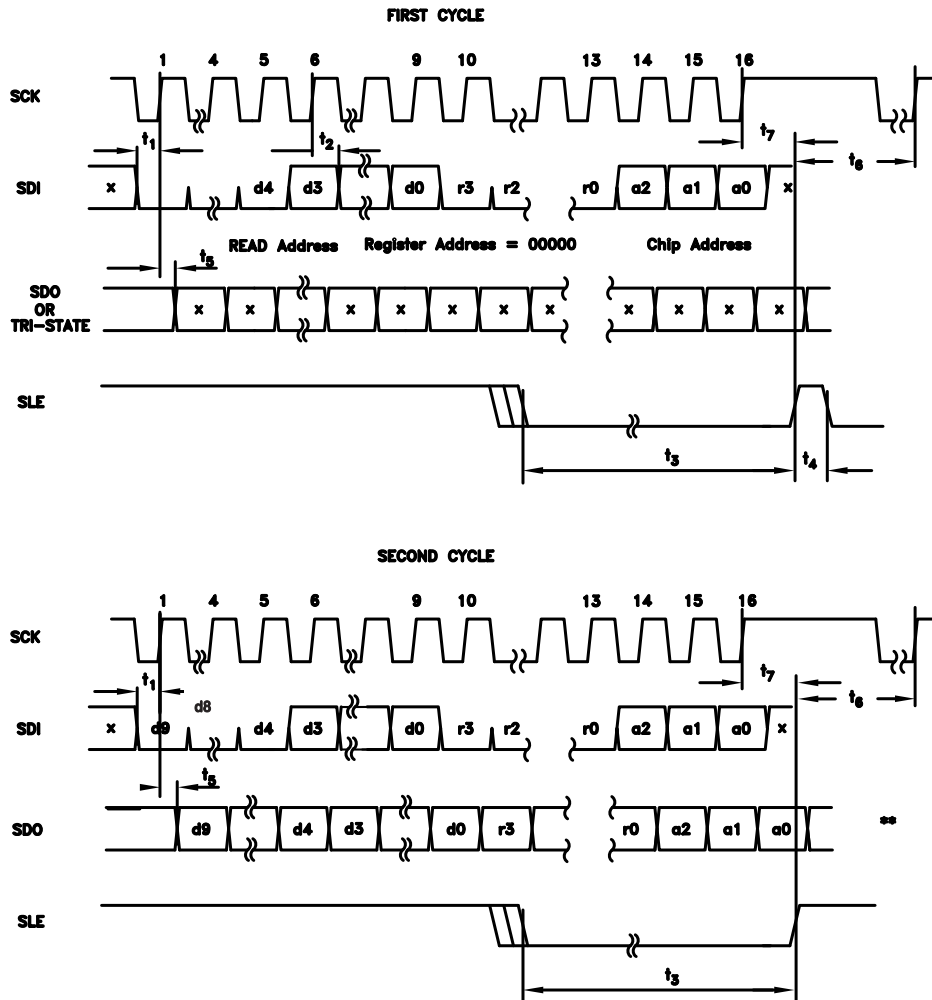 FIRST CYCLE
1 4 5 6 9 10 13 14 15 16
SCK
t1 t2 t7 t6
SDI x d4 d3 d0 r3 r2 r0 a2 a1 a0 x
READ Address Register Address = 00000 Chip Address
t5
SDO
OR
TRI-STATE
x x x x x x x x x x x
SLE
t3 t4
SECOND CYCLE
1 4 5 6 9 10 13 14 15 16
SCK
t1 t7 t6
d8
SDI x d9 d4 d3 d0 r3 r2 r0 a2 a1 a0 x
t5
SDO d9 d4 d3 d0 r3 r0 a2 a1 a0 **
SLE
t3